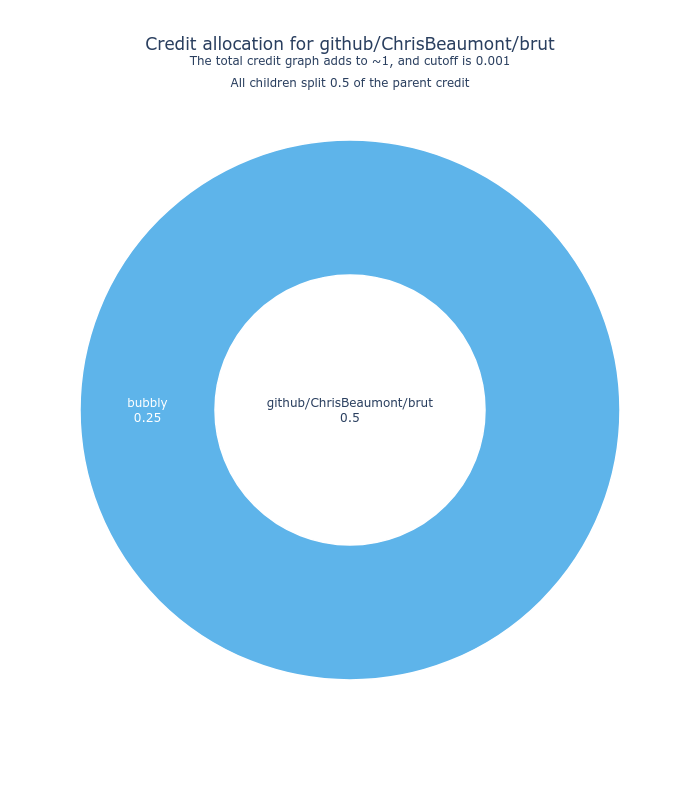 Credit allocation for github/ChrisBeaumont/brut
The total credit graph adds to ~1, and cutoff is 0.001
All children split 0.5 of the parent credit
bubbly
0.25
github/ChrisBeaumont/brut
0.5